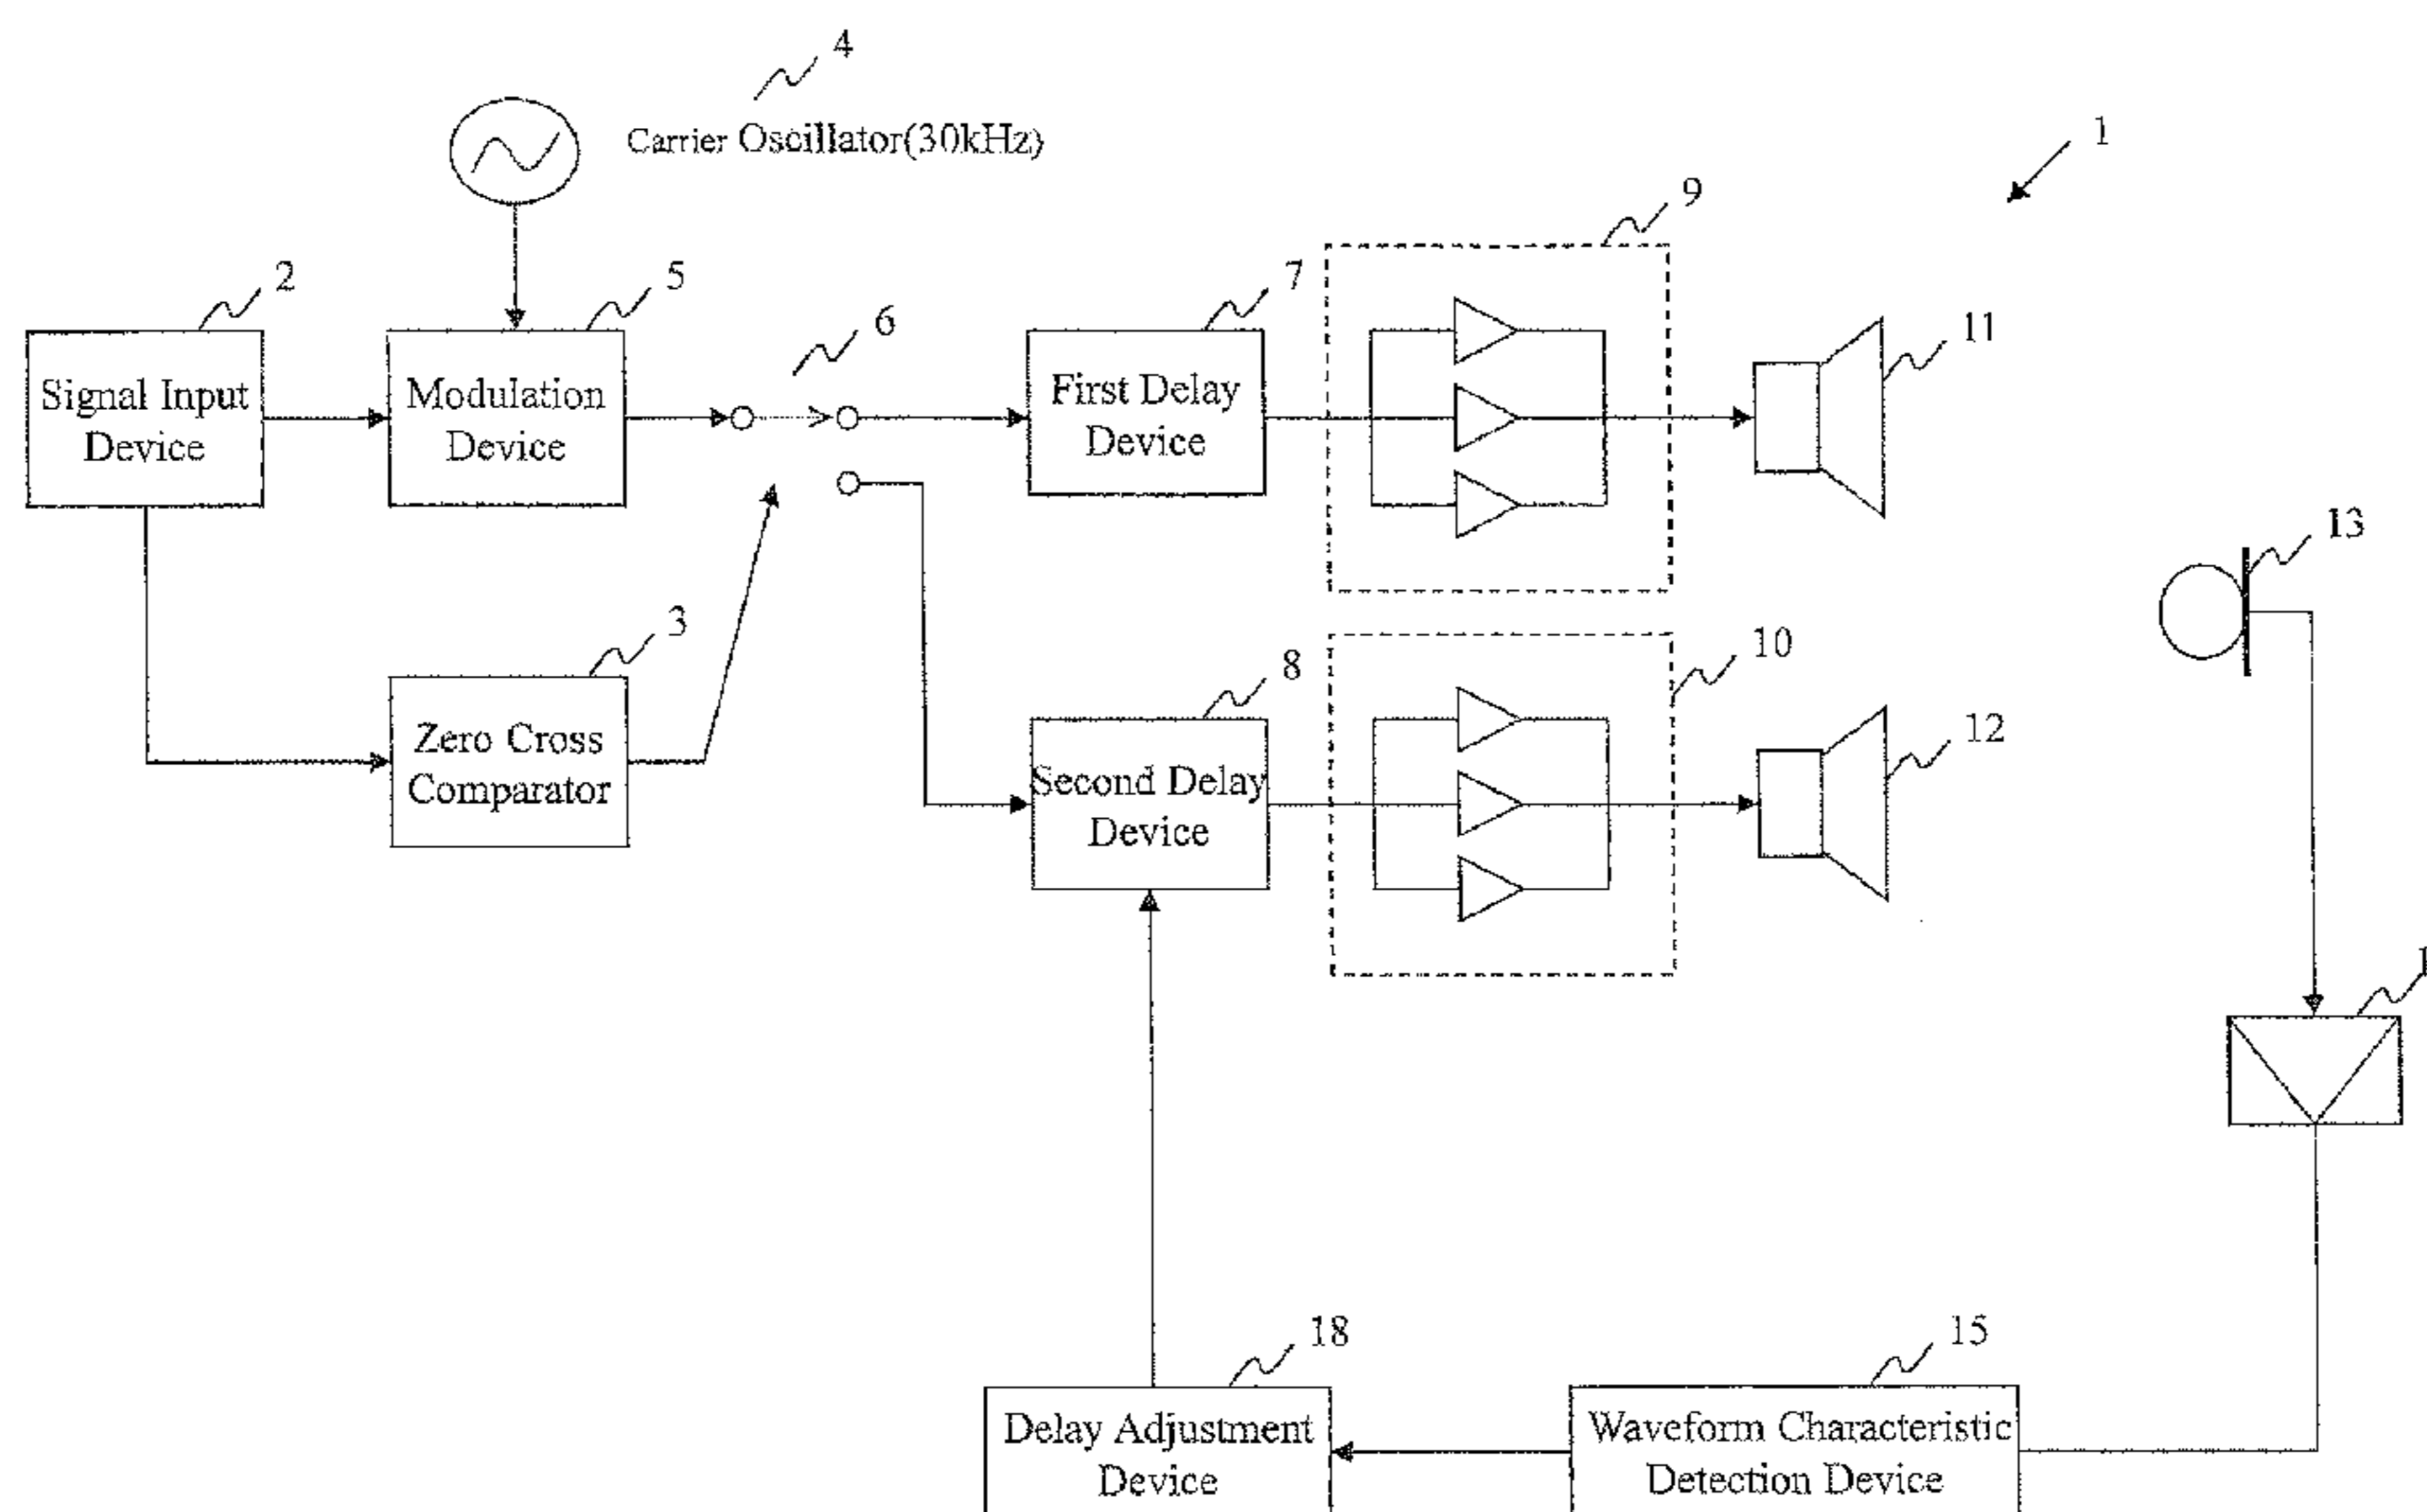 4
Carrier Oscillator(30kHz)
1
9
2
5
7
6
11
Signal Input
Device
Modulation
Device
First Delay
Device
13
3
10
8
Zero Cross
Comparator
12
Second Delay
Device
18
15
Delay Adjustment
Device
Waveform Characteristic
Detection Device